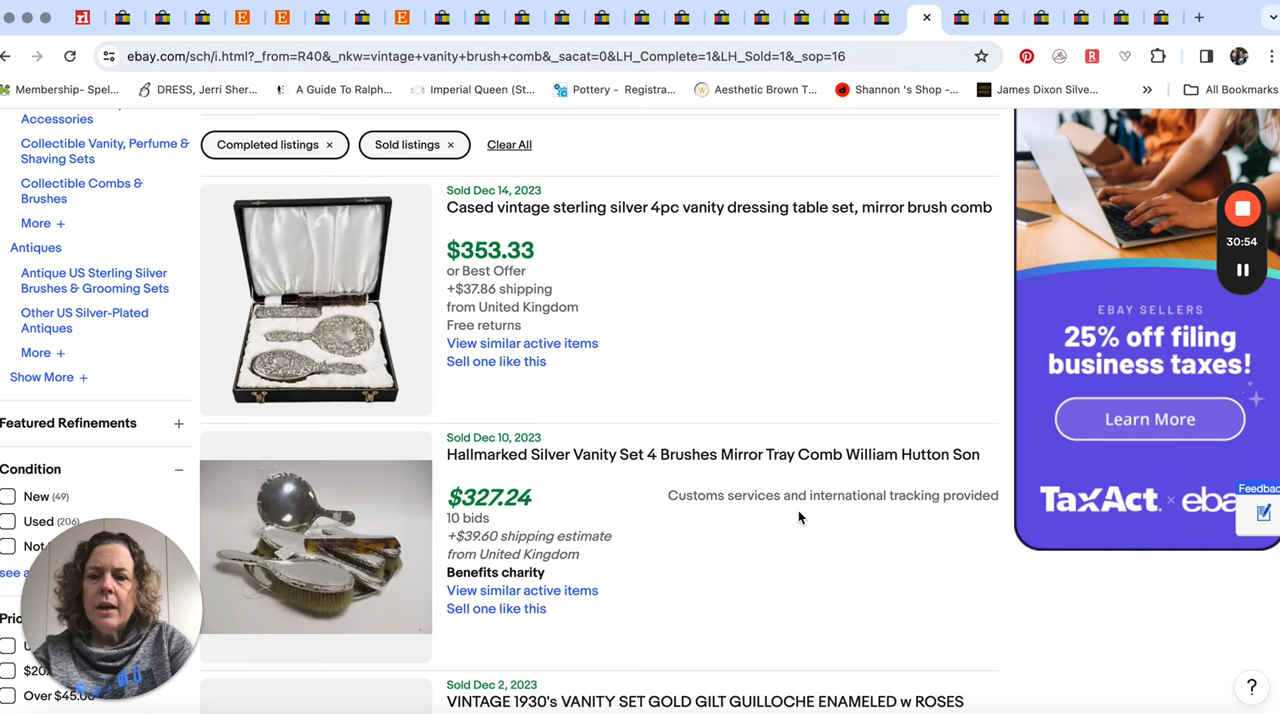 ebay.com/sch/i.html?_from=R40&_nkw=vintage+vanity+brush+comb&_sacat=0&LH_Complete=1&LH_Sold=1&_sop=16
Membership- Spel...
DRESS, Jerri Sher...
A Guide To Ralph...
Imperial Queen (St...
Pottery - Registra...
Aesthetic Brown T...
Shannon 's Shop -...
James Dixon Silve...
»
All Bookmarks
Accessories
Collectible Vanity, Perfume &
Shaving Sets
Collectible Combs &
Brushes
More +
Antiques
Antique US Sterling Silver
Brushes & Grooming Sets
Other US Silver-Plated
Antiques
More +
Show More +
Featured Refinements +
Condition
New (49)
Used (206)
Not
see a
Pric
$20.
Over $45.00
Completed listings ×
Sold listings ×
Clear All
Sold Dec 14, 2023
Cased vintage sterling silver 4pc vanity dressing table set, mirror brush comb
$353.33
or Best Offer
+$37.86 shipping
from United Kingdom
Free returns
View similar active items
Sell one like this
Sold Dec 10, 2023
Hallmarked Silver Vanity Set 4 Brushes Mirror Tray Comb William Hutton Son
$327.24
Customs services and international tracking provided
10 bids
+$39.60 shipping estimate
from United Kingdom
Benefits charity
View similar active items
Sell one like this
Sold Dec 2, 2023
VINTAGE 1930's VANITY SET GOLD GILT GUILLOCHE ENAMELED w ROSES
30:54
EBAY SELLERS
25% off filing
business taxes!
Learn More
TaxAct. × eba
Feedbac
?